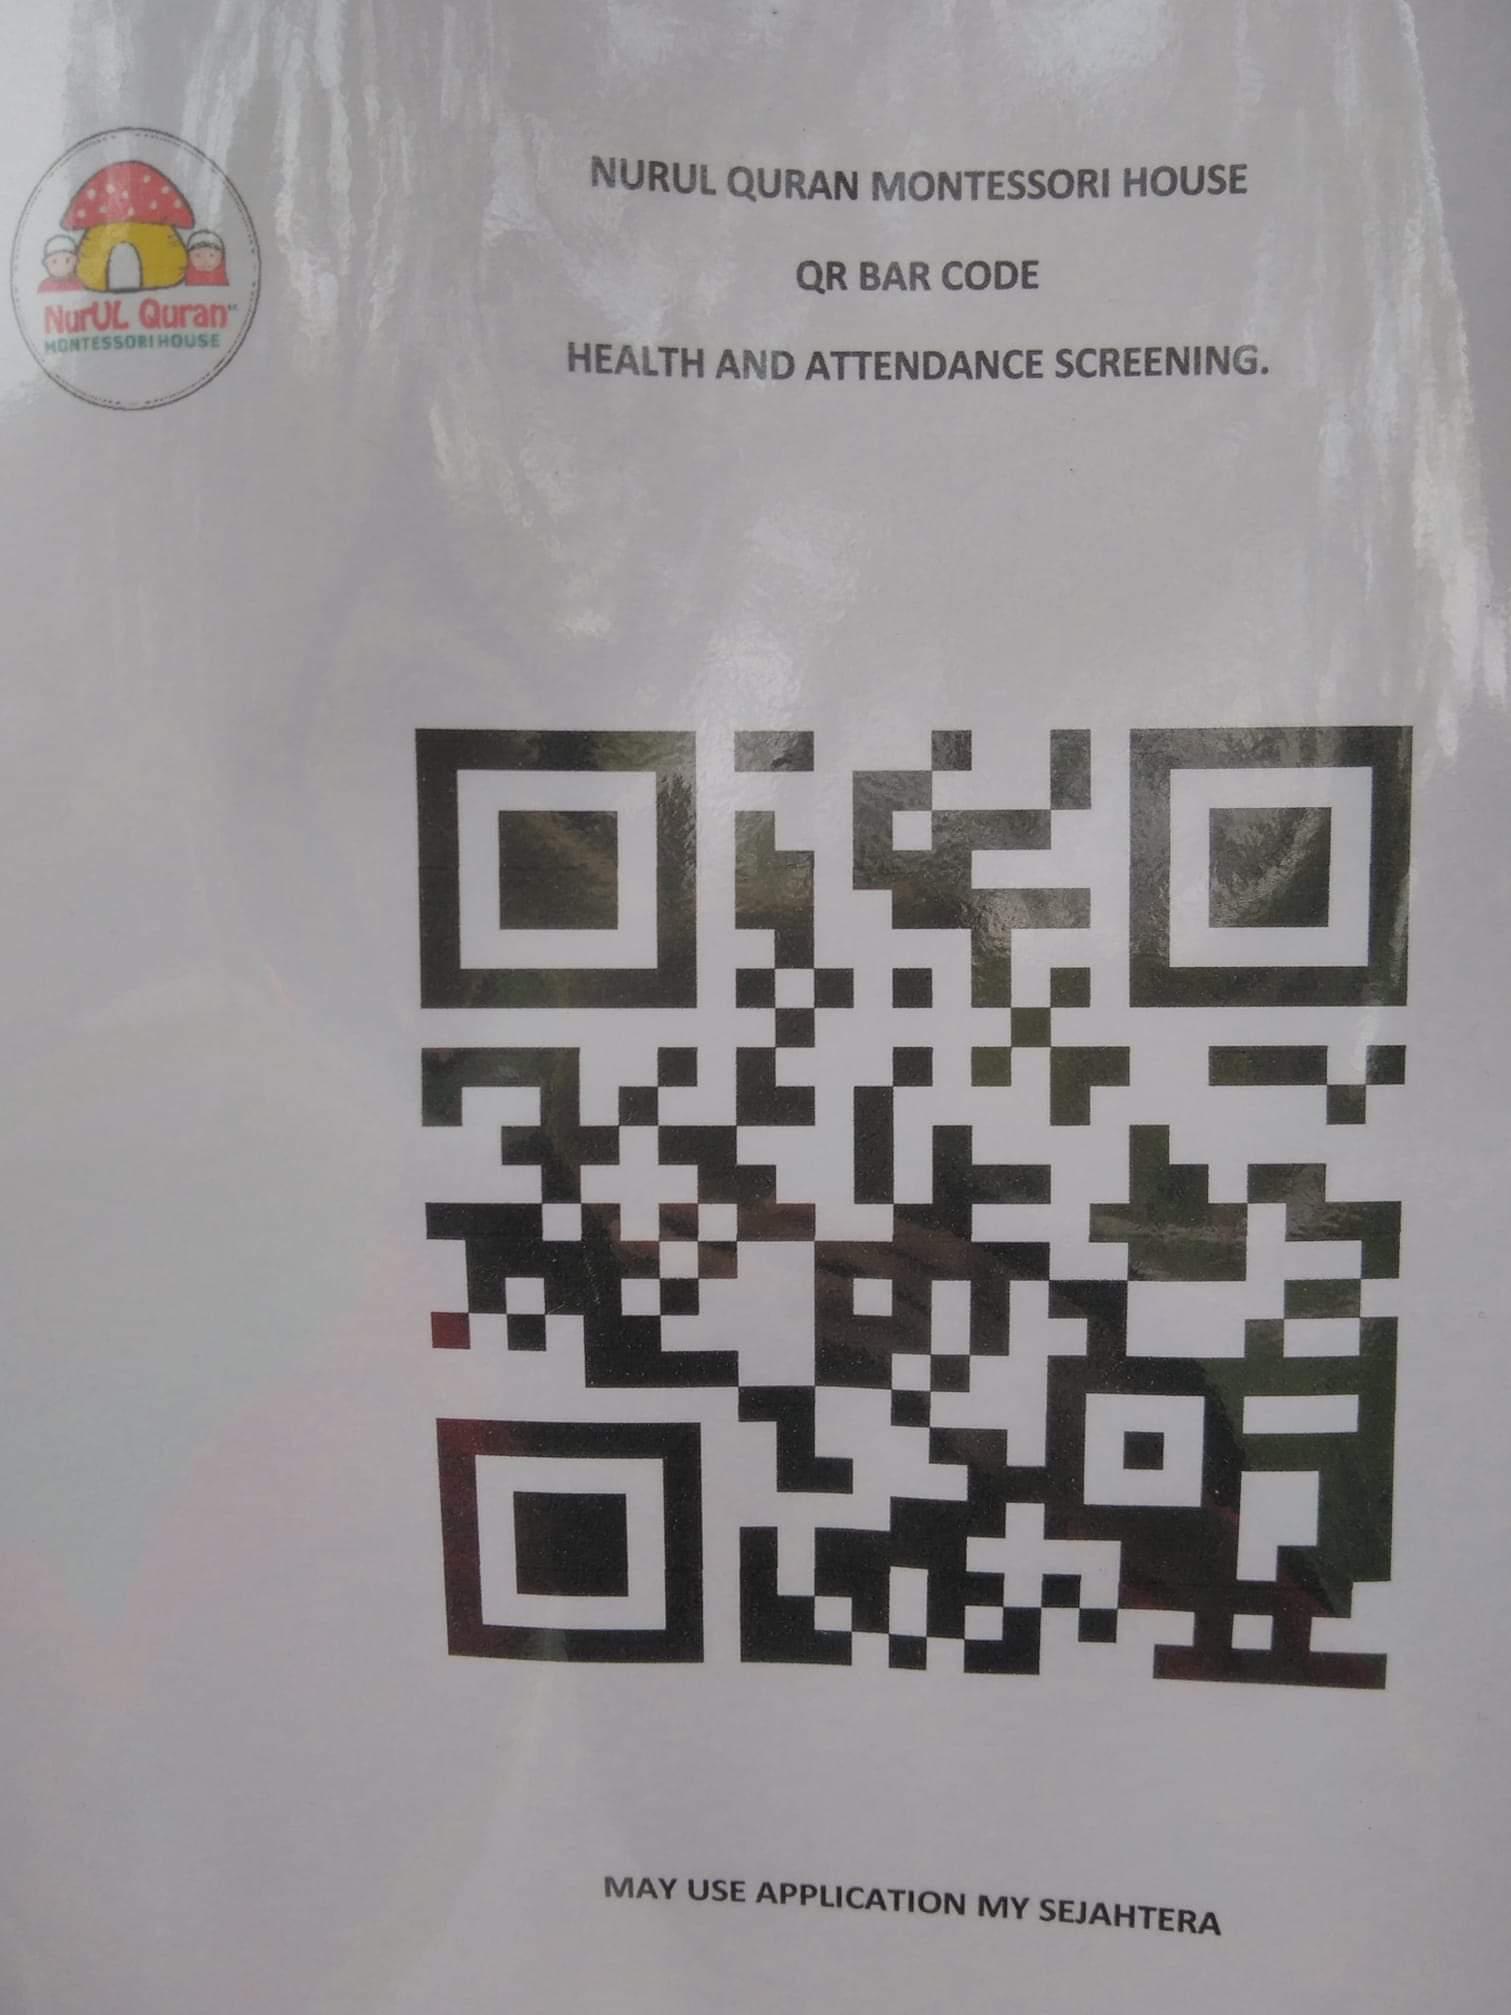 NURUL QURAN MONTESSORI HOUSE
QR BAR CODE
HEALTH AND ATTENDANCE SCREENING.
NurUL Quran
MONTESSORI HOUSE
MAY USE APPLICATION MY SEJAHTERA